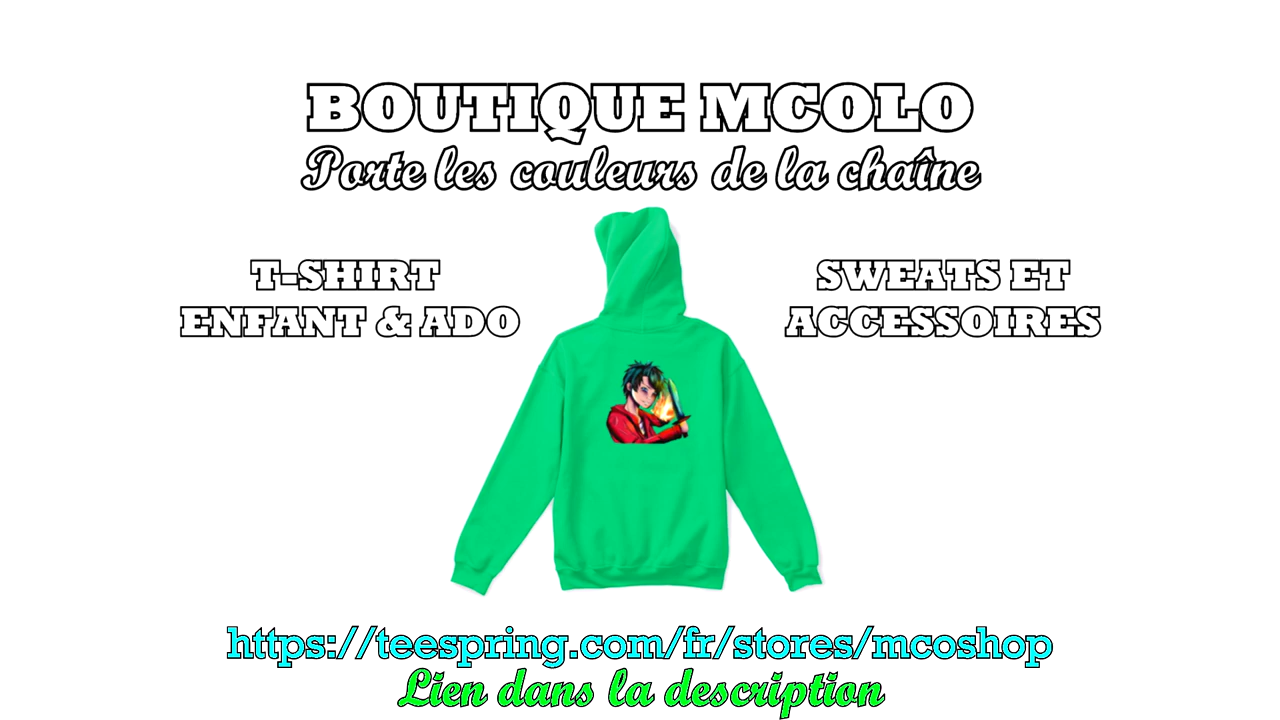 BOUTIQUE MCOLO
Porte les couleurs de la chaîne
T-SHIRT
ENFANT & ADO
SWEATS ET
ACCESSOIRES
https://teespring.com/fr/stores/mcoshop
Lien dans la description